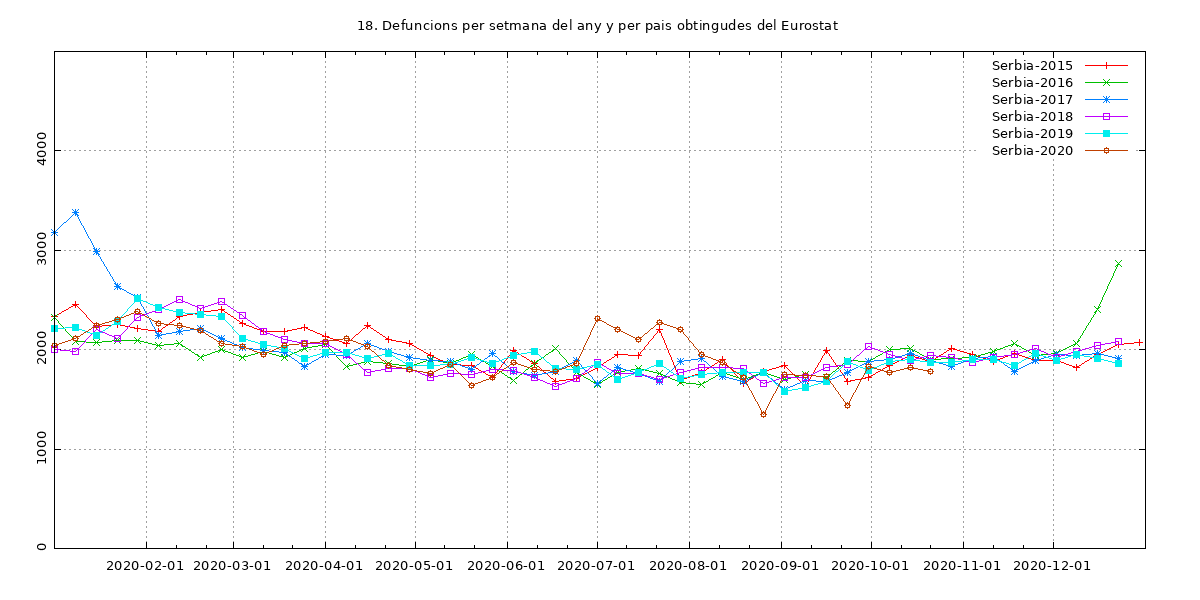 18. Defuncions per setmana del any y per pais obtingudes del Eurostat
Serbia-2015
Serbia-2016
Serbia-2017
Serbia-2018
Serbia-2019
Serbia-2020
4000
3000
2000
1000
0
2020-02-01 2020-03-01 2020-04-01 2020-05-01 2020-06-01 2020-07-01 2020-08-01 2020-09-01 2020-10-01 2020-11-01 2020-12-01